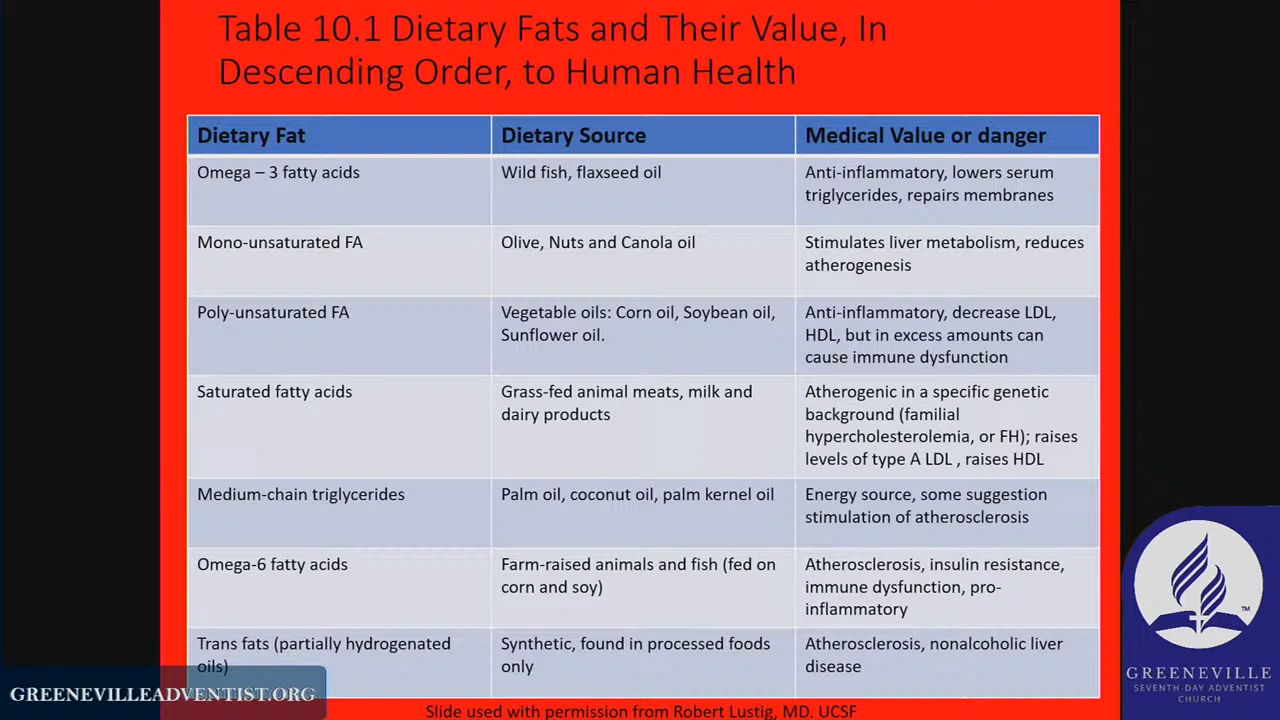 Table 10.1 Dietary Fats and Their Value, In
Descending Order, to Human Health
Dietary Fat
Dietary Source
Medical Value or danger
Omega – 3 fatty acids
Wild fish, flaxseed oil
Anti-inflammatory, lowers serum
triglycerides, repairs membranes
Mono-unsaturated FA
Olive, Nuts and Canola oil
Stimulates liver metabolism, reduces
atherogenesis
Poly-unsaturated FA
Vegetable oils: Corn oil, Soybean oil,
Sunflower oil.
Anti-inflammatory, decrease LDL,
HDL, but in excess amounts can
cause immune dysfunction
Saturated fatty acids
Grass-fed animal meats, milk and
dairy products
Atherogenic in a specific genetic
background (familial
hypercholesterolemia, or FH); raises
levels of type A LDL , raises HDL
Medium-chain triglycerides
Palm oil, coconut oil, palm kernel oil
Energy source, some suggestion
stimulation of atherosclerosis
Omega-6 fatty acids
Farm-raised animals and fish (fed on
corn and soy)
Atherosclerosis, insulin resistance,
immune dysfunction, pro-
inflammatory
Trans fats (partially hydrogenated
oils)
Synthetic, found in processed foods
only
Atherosclerosis, nonalcoholic liver
disease
Slide used with permission from Robert Lustig, MD. UCSF
GREENEVILLEADVENTIST.ORG
TM
GREENEVILLE
SEVENTH-DAY ADVENTIST
CHURCH